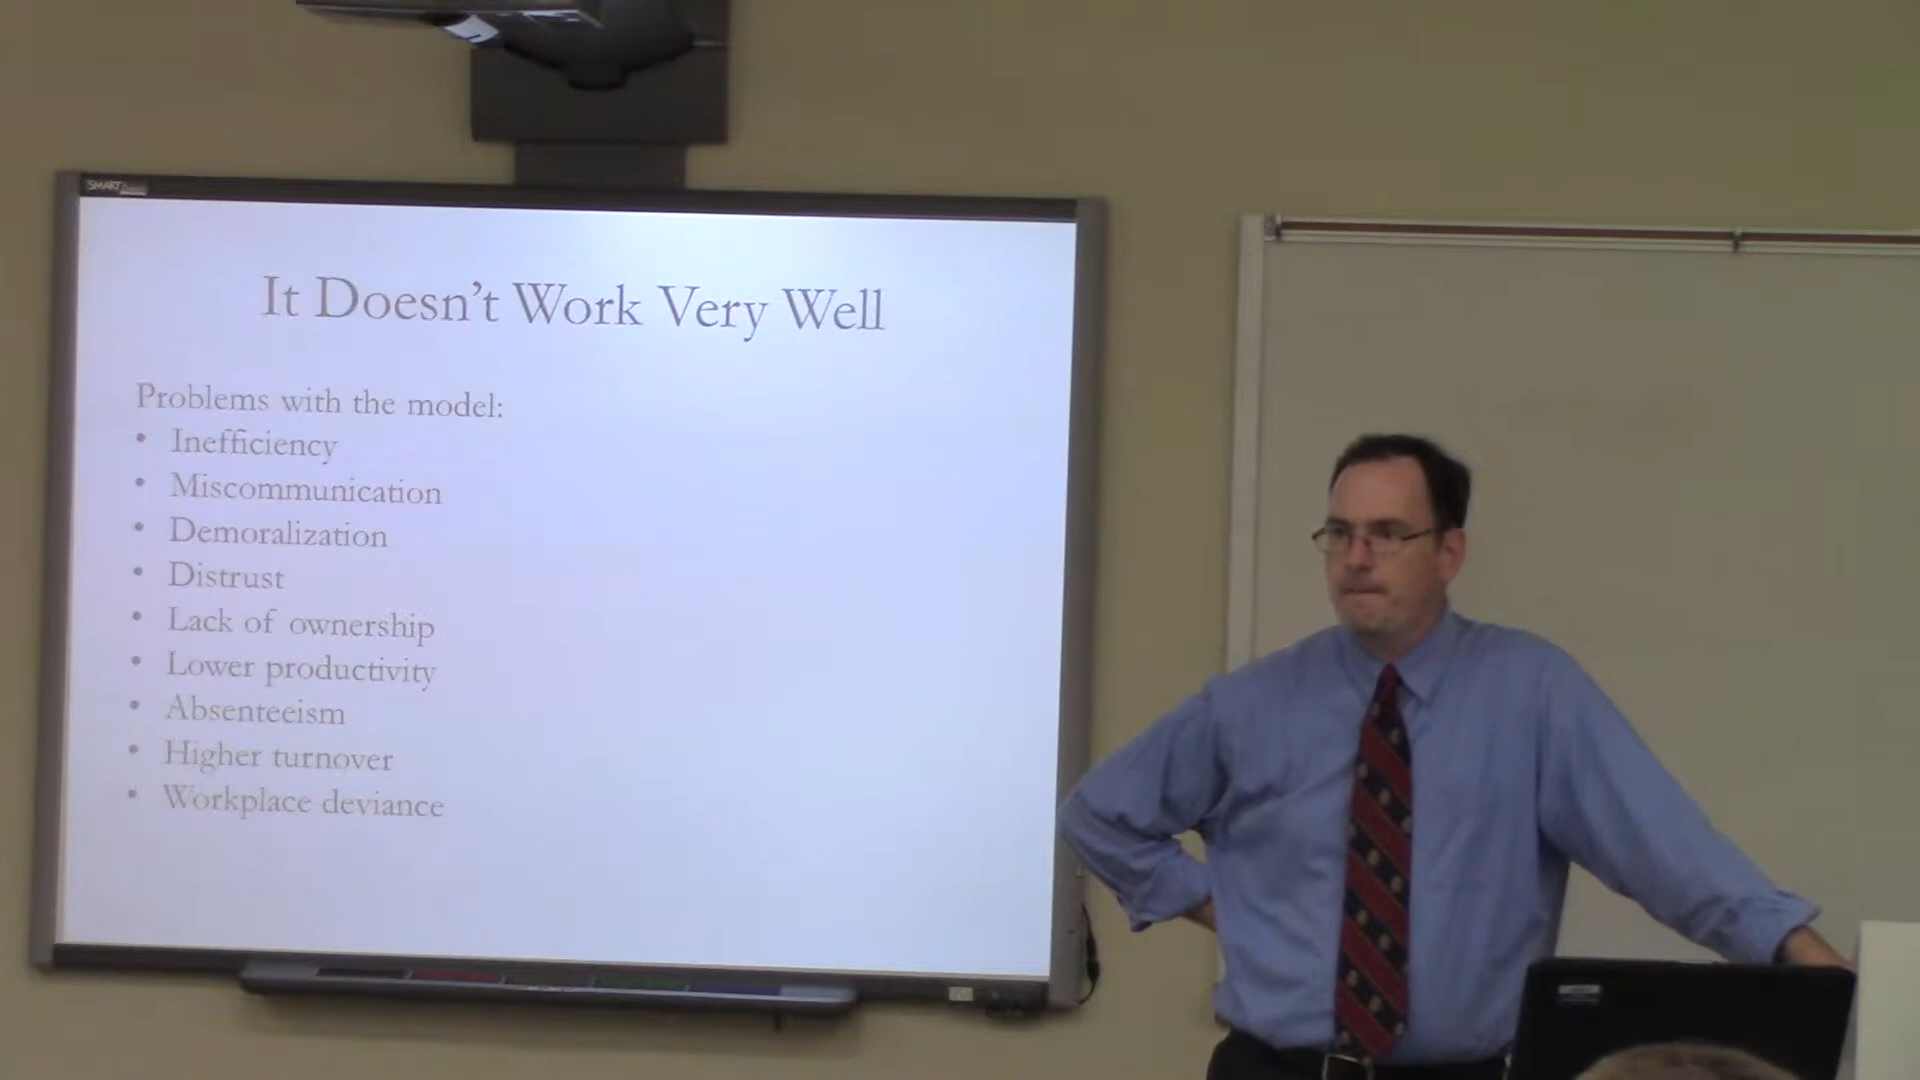 SMART
It Doesn't Work Very Well
Problems with the model:
• Inefficiency
• Miscommunication
• Demoralization
• Distrust
• Lack of ownership
• Lower productivity
• Absenteeism
• Higher turnover
• Workplace deviance